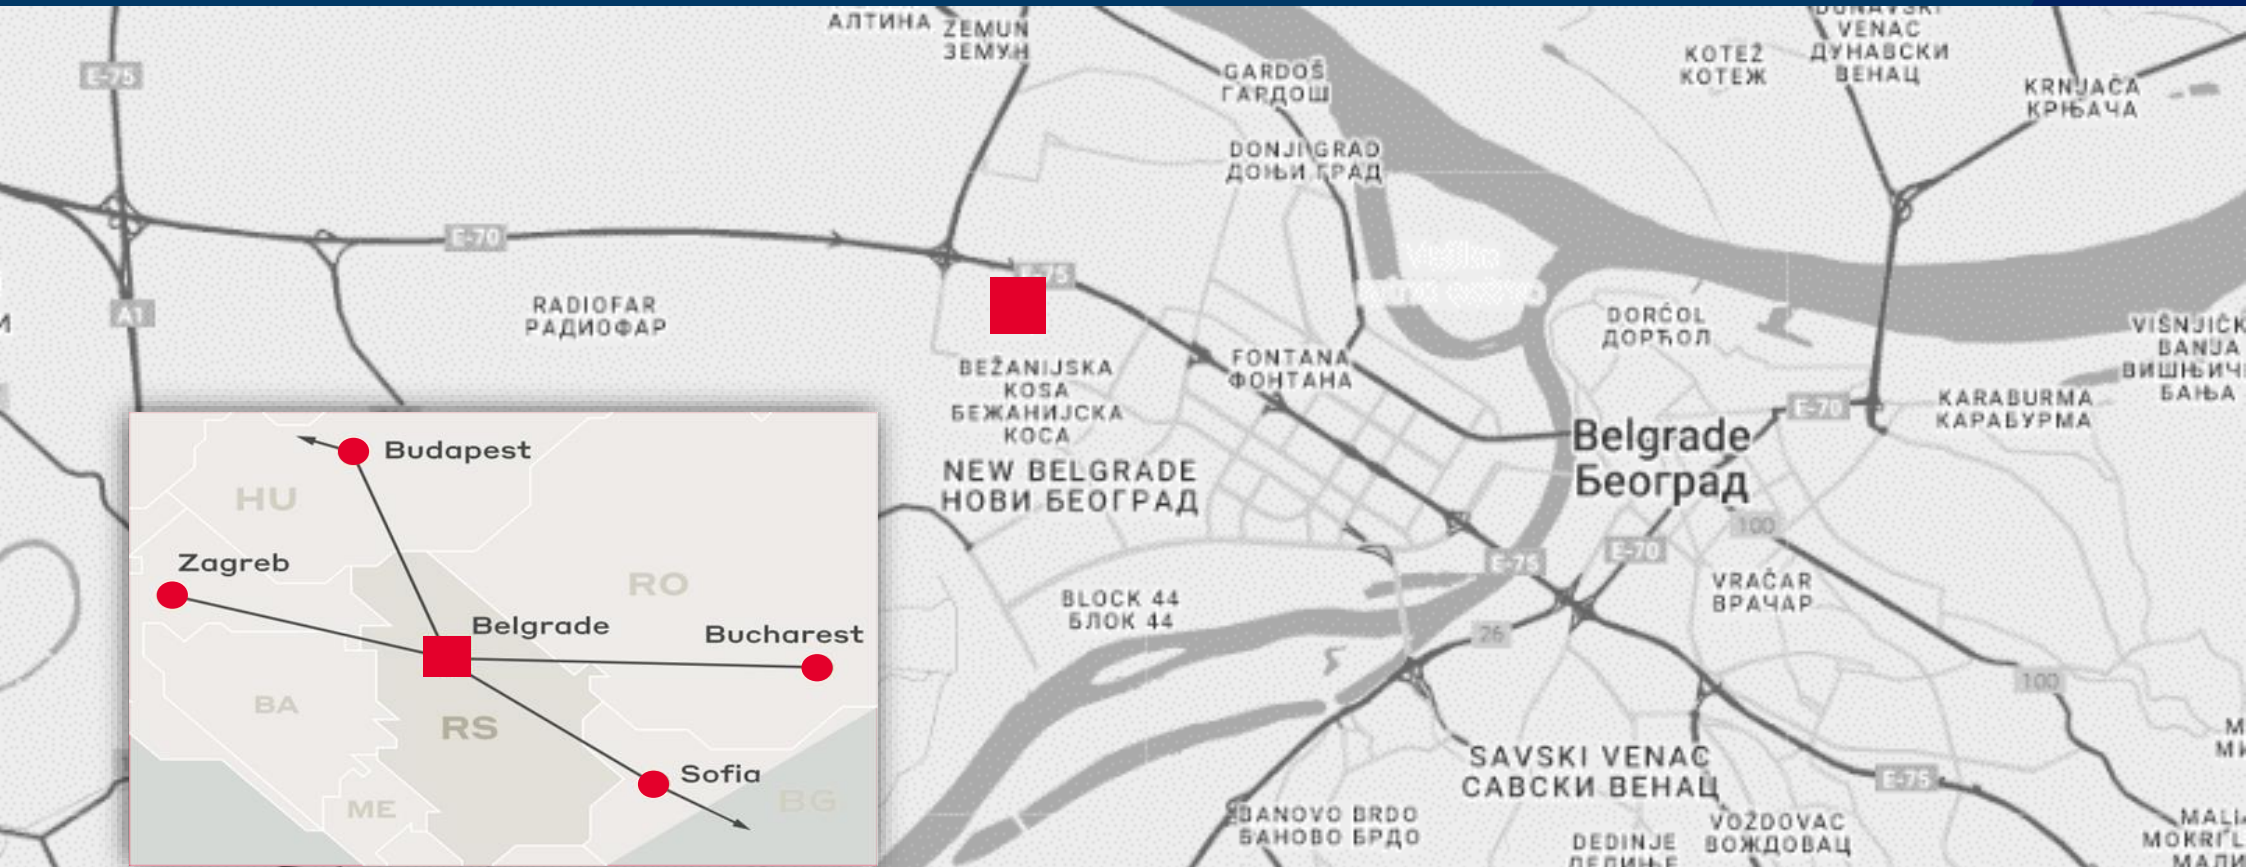 АЛТИНА
ZEMUN
ЗЕМУН
VENAC
ДУНАВСКИ
ВЕНАЦ
КОТЕŽ
КОТЕЖ
KRNJAČA
КРЊАЧА
E-75
GARDOŠ
ГАРДОШ
DONJI GRAD
ДОЊИ ГРАД
E-70
E-75
Veliko
A1
RADIOFAR
РАДИОФАР
DORĆOL
ДОРЋОЛ
BANJA
БАЊА
BEŽANIJSKA
KOSA
БЕЖАНИЈСКА
КОСА
FONTANA
ФОНТАНА
E-70
KARABURMA
КАРАБУРМА
Belgrade
Београд
NEW BELGRADE
НОВИ БЕОГРАД
100
E-75
E-70
VRAČAR
ВРАЧАР
BLOCK 44
БЛОК 44
26
100
SAVSKI VENAC
САВСКИ ВЕНАЦ
E-75
BANOVO BRDO
БАНОВО БРДО
VOŽDOVAC
ВОЖДОВАЦ
DEDINJE
Budapest
HU
Zagreb
RO
Belgrade
Bucharest
BA
RS
Sofia
ME
BG